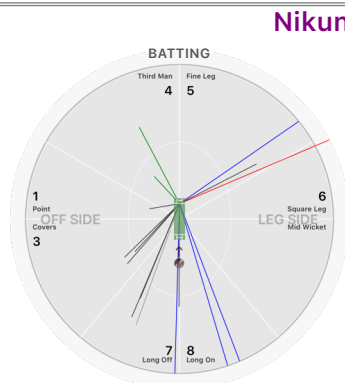 Nikun
BATTING
Third Man Fine Leg
4 5
1
Point
OFF SIDE
Covers
3
6
Square Leg
LEG SIDE
Mid Wicket
7 8
Long Off Long On